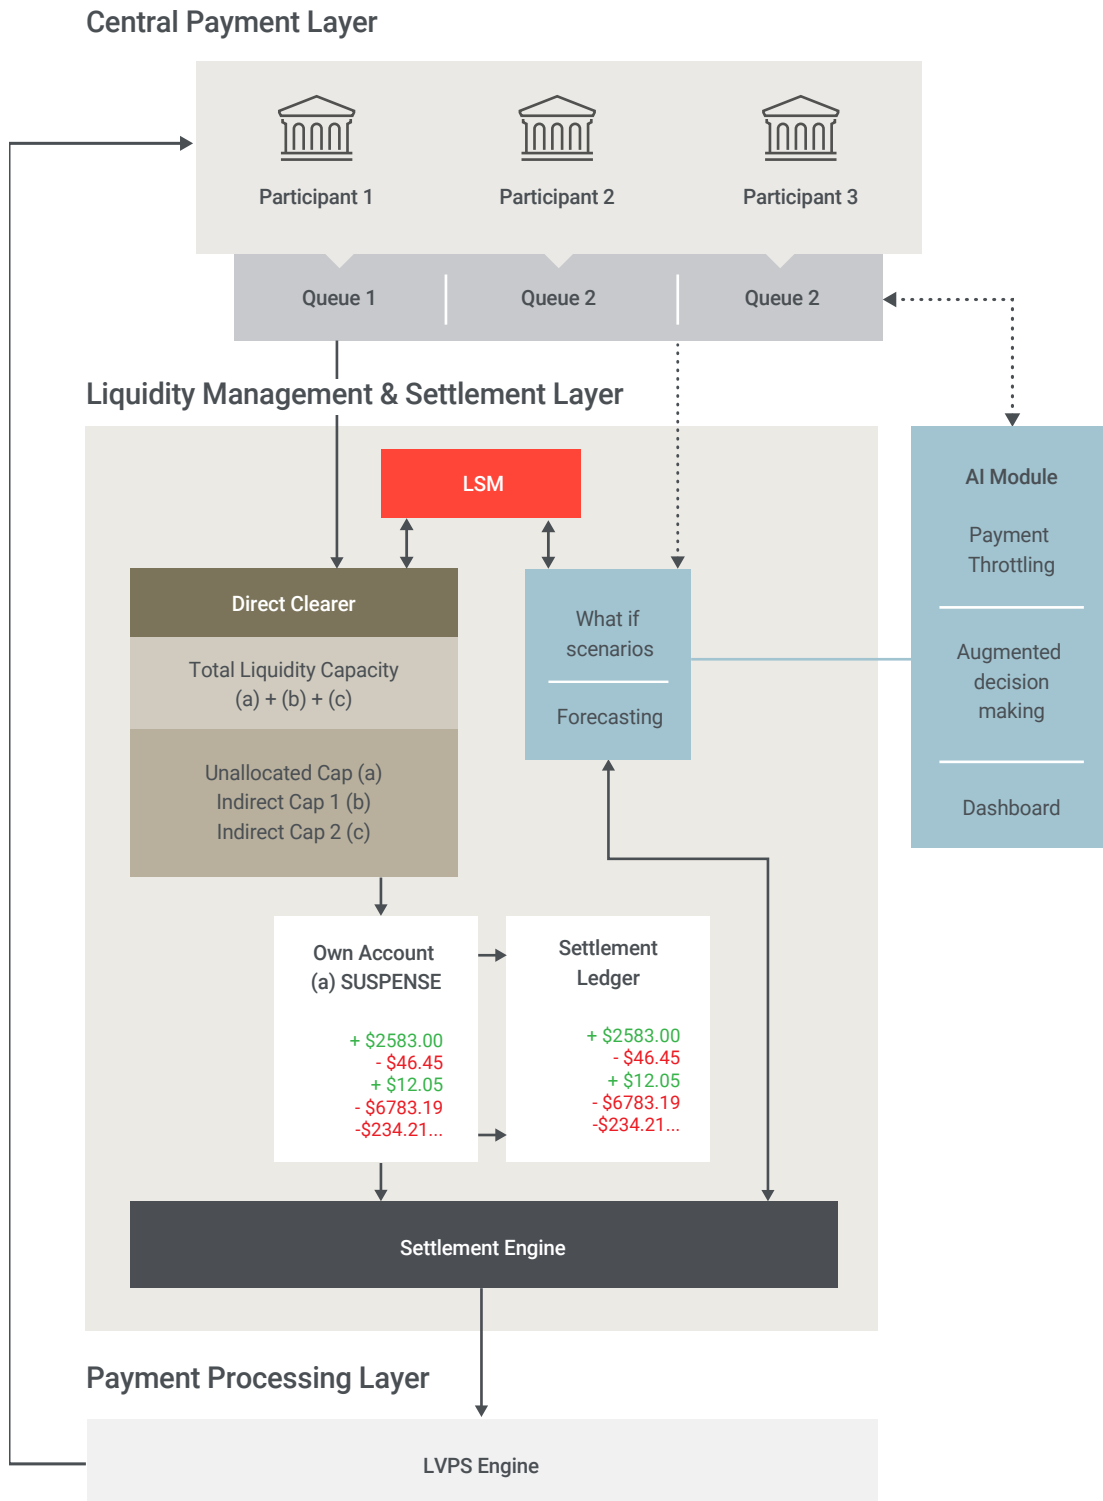 Central Payment Layer
Participant 1
Participant 2
Participant 3
Queue 1
Queue 2
Queue 2
Liquidity Management & Settlement Layer
LSM
AI Module
Payment
Throttling
Augmented
decision
making
Dashboard
Direct Clearer
Total Liquidity Capacity
(a) + (b) + (c)
Unallocated Cap (a)
Indirect Cap 1 (b)
Indirect Cap 2 (c)
What if
scenarios
Forecasting
Own Account
(a) SUSPENSE
+ $2583.00
- $46.45
+ $12.05
- $6783.19
-$234.21...
Settlement
Ledger
+ $2583.00
- $46.45
+ $12.05
- $6783.19
-$234.21...
Settlement Engine
Payment Processing Layer
LVPS Engine